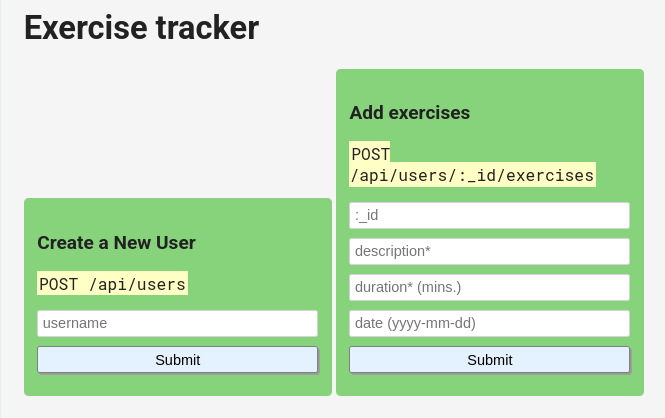 Exercise tracker
Create a New User
POST /api/users
username
Submit
Add exercises
POST
/api/users/:_id/exercises
:_id
description*
duration* (mins.)
date (yyyy-mm-dd)
Submit